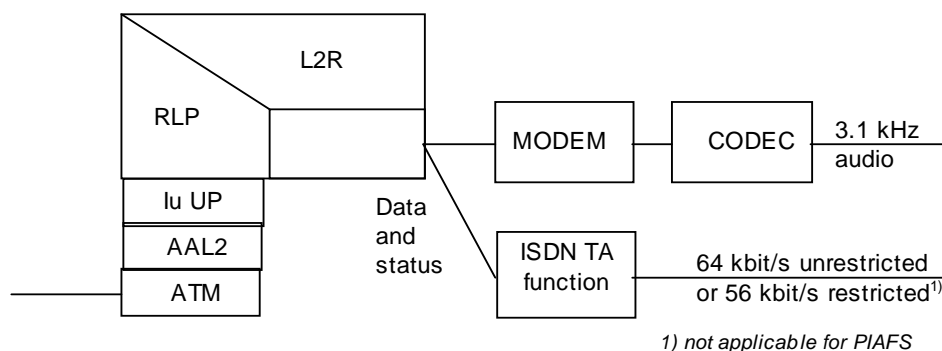 L2R
RLP
MODEM
CODEC
3.1 kHz
audio
Iu UP
Data
and
status
AAL2
ISDN TA
function
64 kbit/s unrestricted
or 56 kbit/s restricted1)
ATM
1) not applicable for PIAFS